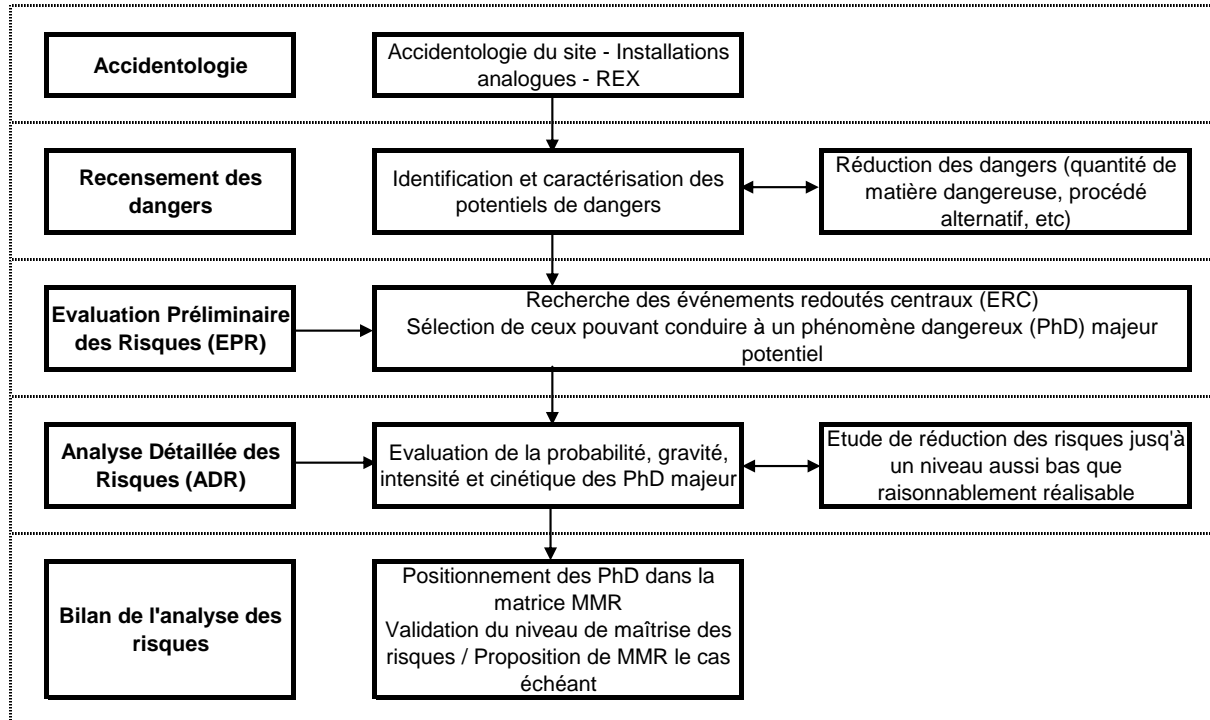 Accidentologie
Accidentologie du site - Installations
analogues - REX
Recensement des
dangers
Identification et caractérisation des
potentiels de dangers
Réduction des dangers (quantité de
matière dangereuse, procédé
alternatif, etc)
Evaluation Préliminaire
des Risques (EPR)
Recherche des événements redoutés centraux (ERC)
Sélection de ceux pouvant conduire à un phénomène dangereux (PhD) majeur
potentiel
Analyse Détaillée des
Risques (ADR)
Evaluation de la probabilité, gravité,
intensité et cinétique des PhD majeur
Etude de réduction des risques jusqu'à
un niveau aussi bas que
raisonnablement réalisable
Bilan de l'analyse des
risques
Positionnement des PhD dans la
matrice MMR
Validation du niveau de maîtrise des
risques / Proposition de MMR le cas
échéant